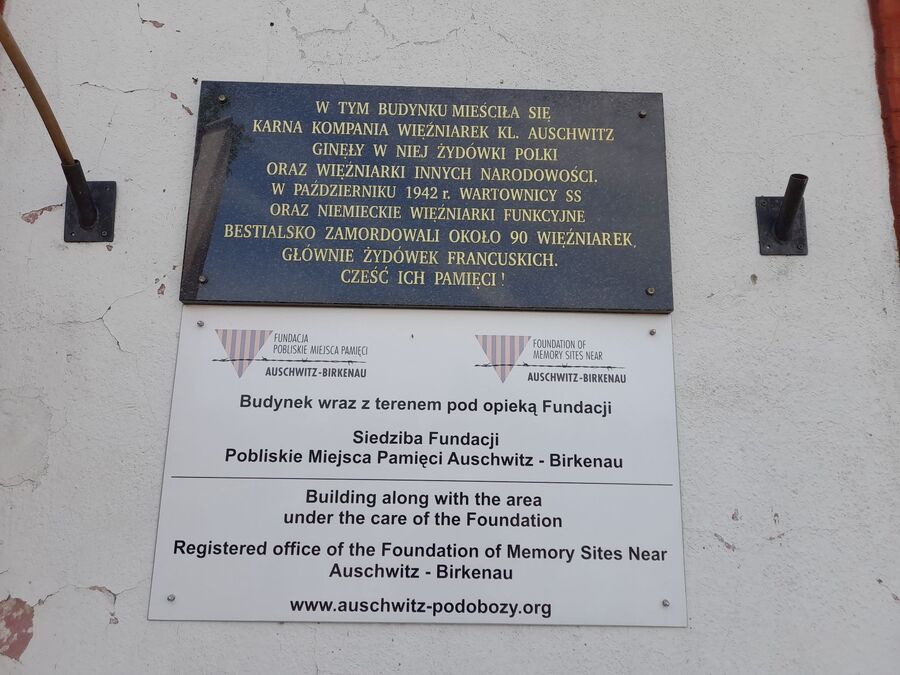 W TYM BUDYNKU MIEŚCIŁA SIĘ
KARNA KOMPANIA WIĘŹNIAREK KL. AUSCHWITZ
GINĘŁY W NIEJ ŻYDÓWKI POLKI
ORAZ WIĘŹNIARKI INNYCH NARODOWOŚCI.
W PAŹDZIERNIKU 1942 r. WARTOWNICY SS
ORAZ NIEMIECKIE WIĘŹNIARKI FUNKCYJNE
BESTIALSKO ZAMORDOWALI OKOŁO 90 WIĘŹNIAREK,
GŁÓWNIE ŻYDÓWEK FRANCUSKICH.
CZEŚĆ ICH PAMIĘCI!
FUNDACJA
POBLISKIE MIEJSCA PAMIĘCI
AUSCHWITZ-BIRKENAU
FOUNDATION OF
MEMORY SITES NEAR
AUSCHWITZ-BIRKENAU
Budynek wraz z terenem pod opieką Fundacji
Siedziba Fundacji
Pobliskie Miejsca Pamięci Auschwitz - Birkenau
Building along with the area
under the care of the Foundation
Registered office of the Foundation of Memory Sites Near
Auschwitz - Birkenau
www.auschwitz-podobozy.org